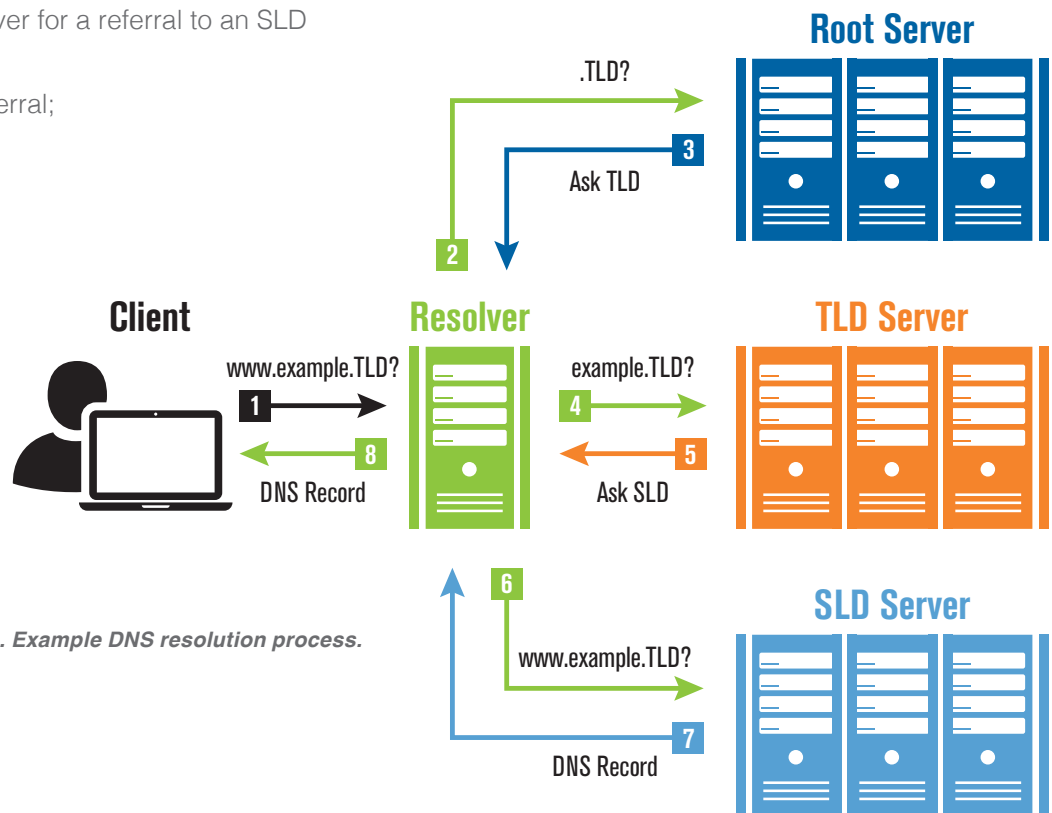 ver for a referral to an SLD
erral;
Root Server
.TLD?
3
Ask TLD
2
Client
Resolver
TLD Server
www.example.TLD?
example.TLD?
1
4
8
5
DNS Record
Ask SLD
6
SLD Server
. Example DNS resolution process.
www.example.TLD?
7
DNS Record